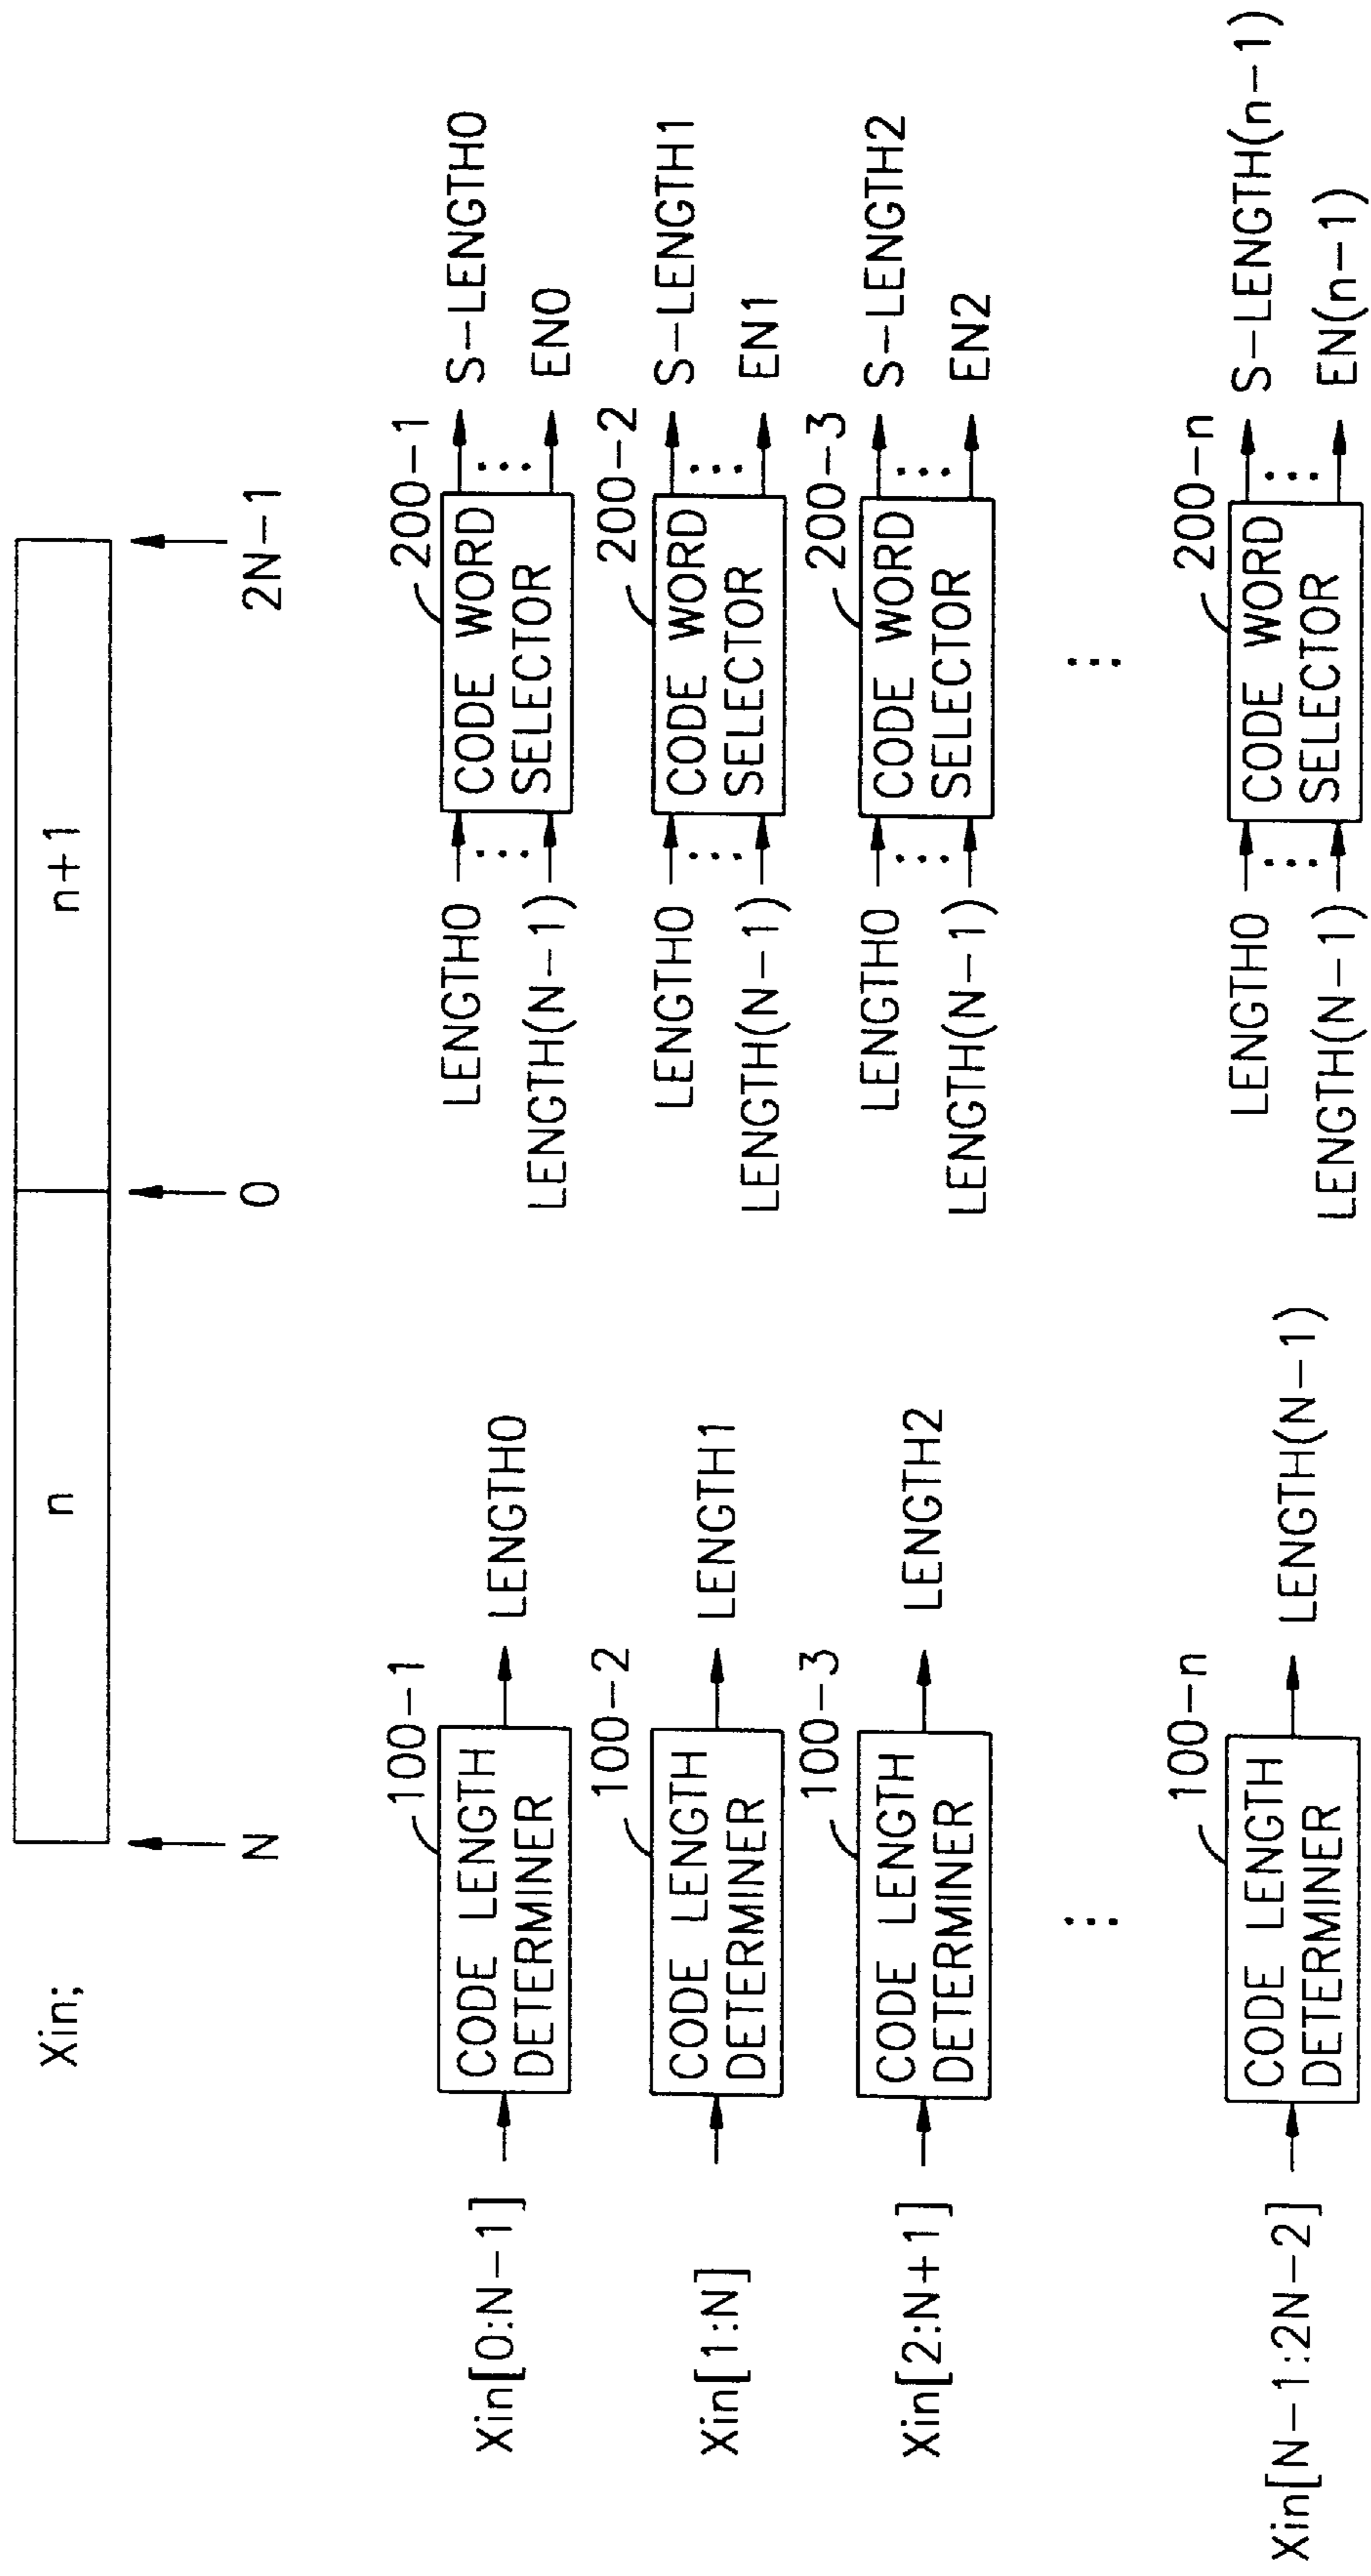 Xin;
n
n+1
N
0
2N-1
100-1
Xin[0:N-1]
CODE LENGTH
DETERMINER
LENGTH0
100-2
Xin[1:N]
CODE LENGTH
DETERMINER
LENGTH1
100-3
Xin[2:N+1]
CODE LENGTH
DETERMINER
LENGTH2
100-n
Xin[N-1:2N-2]
CODE LENGTH
DETERMINER
LENGTH(N-1)
200-1
LENGTH0
LENGTH(N-1)
CODE WORD
SELECTOR
S-LENGTH0
EN0
200-2
LENGTH0
LENGTH(N-1)
CODE WORD
SELECTOR
S-LENGTH1
EN1
200-3
LENGTH0
LENGTH(N-1)
CODE WORD
SELECTOR
S-LENGTH2
EN2
200-n
LENGTH0
LENGTH(N-1)
CODE WORD
SELECTOR
S-LENGTH(n-1)
EN(n-1)